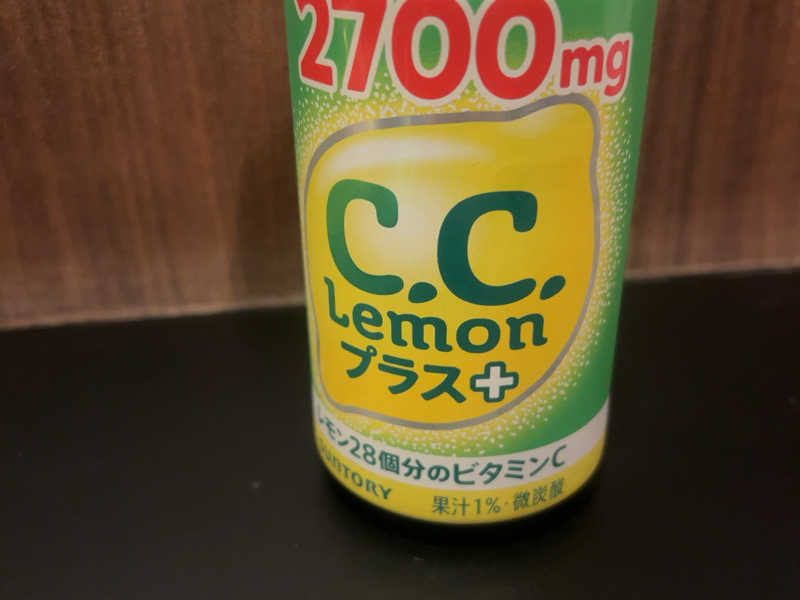 2700mg
C.C.
Lemon
プラス+
レモン28個分のビタミンC
SUNTORY
果汁1%・微炭酸